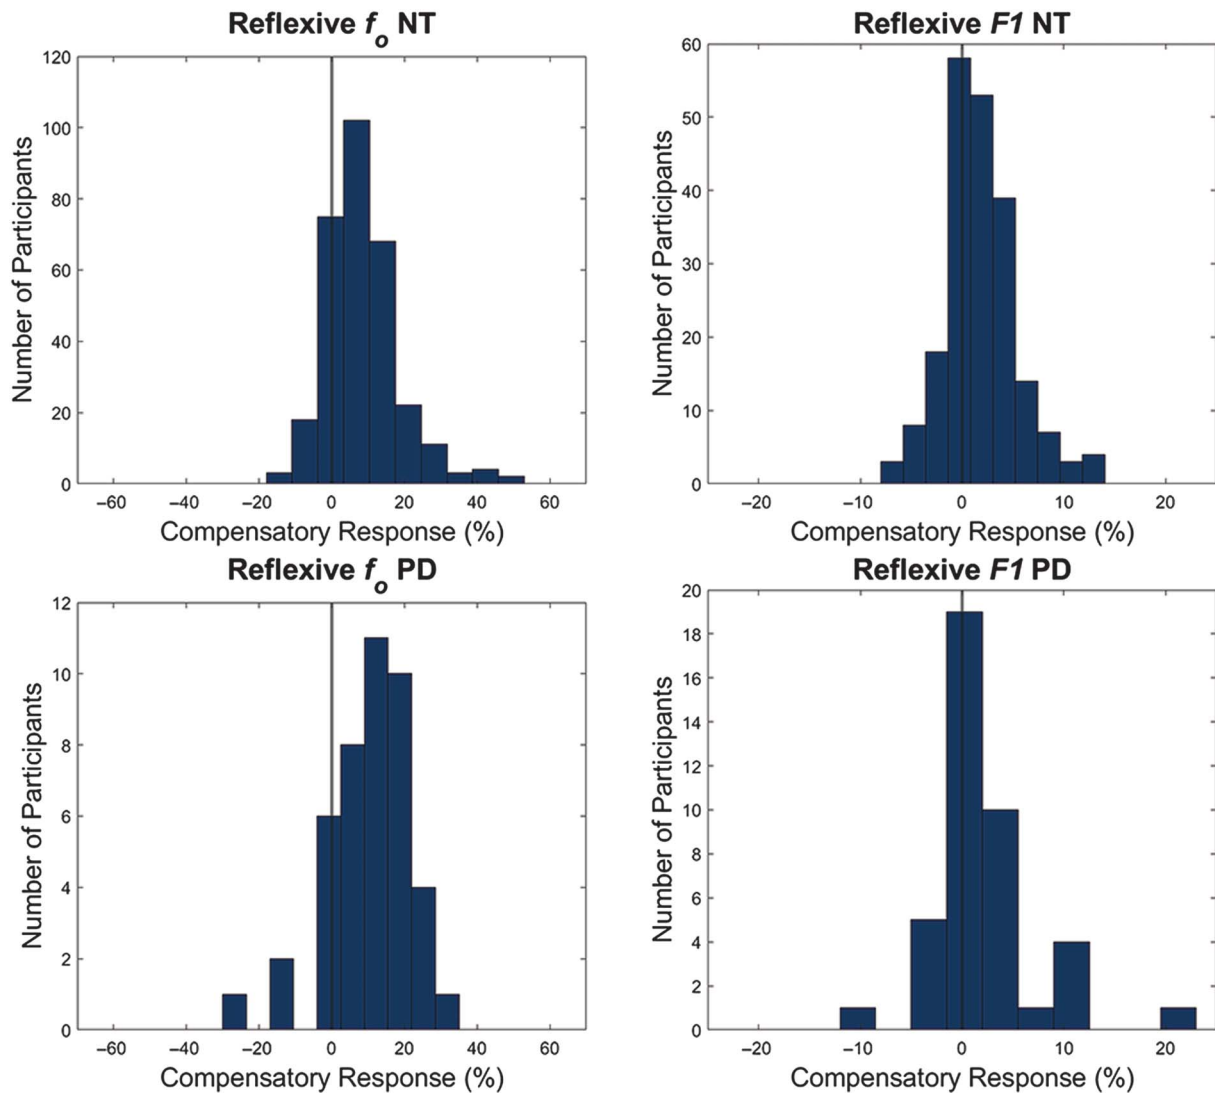 Reflexive fo NT
120
100
80
60
40
20
0
Number of Participants
–60 –40 –20 0 20 40 60
Compensatory Response (%)
Reflexive F1 NT
60
50
40
30
20
10
0
Number of Participants
–20 –10 0 10 20
Compensatory Response (%)
Reflexive fo PD
12
10
8
6
4
2
0
Number of Participants
–60 –40 –20 0 20 40 60
Compensatory Response (%)
Reflexive F1 PD
20
18
16
14
12
10
8
6
4
2
0
Number of Participants
–20 –10 0 10 20
Compensatory Response (%)